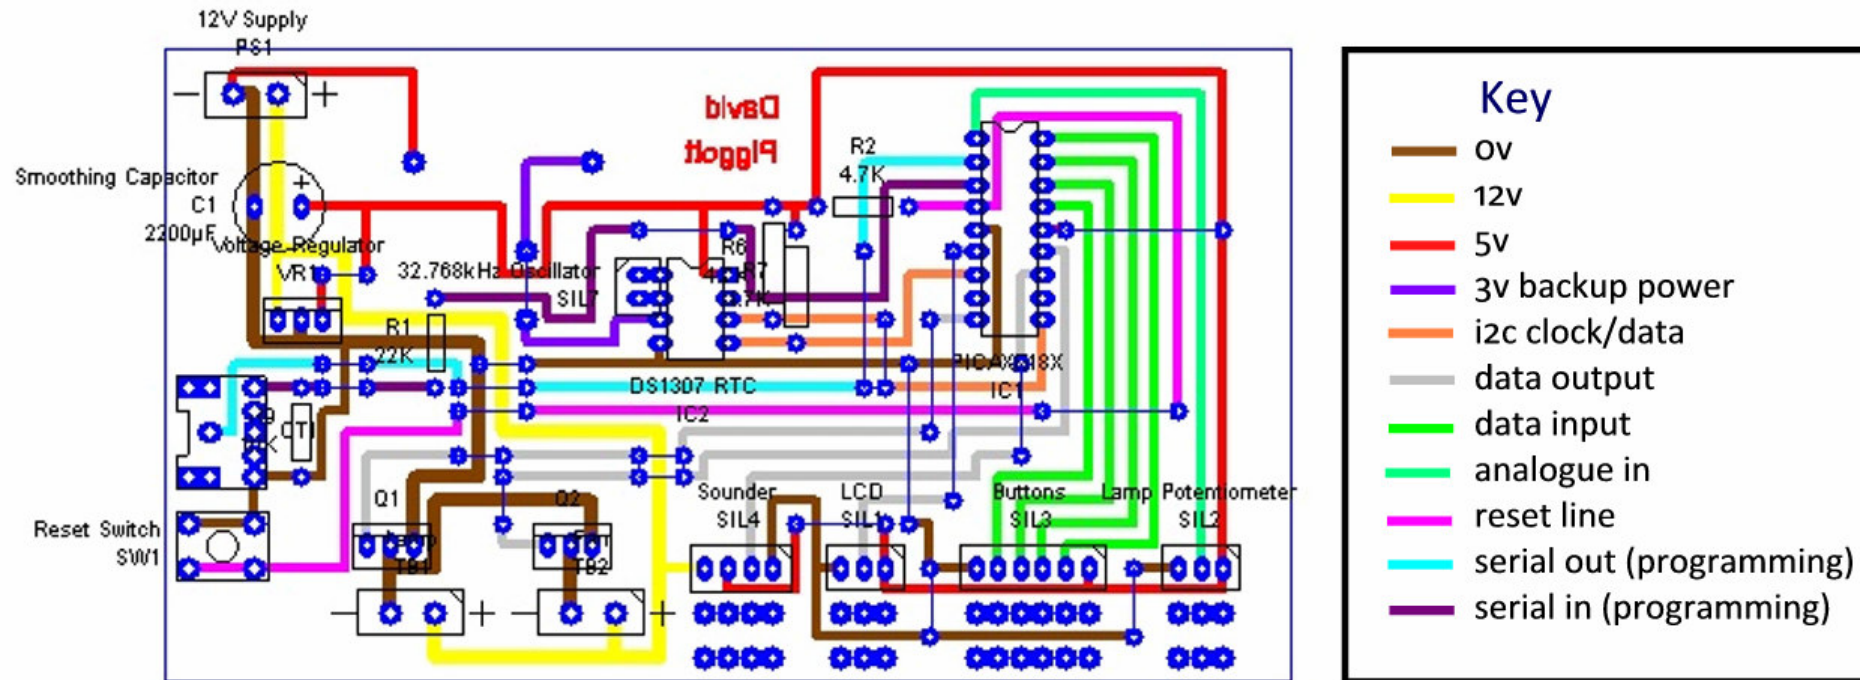 12V Supply
PS1
− +
David
Piggott
Smoothing Capacitor
C1
2200µF
+
Voltage Regulator
VR1
32.768kHz Oscillator
SIL7
R1
22K
R2
4.7K
R6
R7
DS1307 RTC
IC2
PICAXE18X
IC1
Reset Switch
SW1
Q1
Q2
TB1
TB2
− +
− +
Sounder
SIL4
LCD
SIL1
Buttons
SIL3
Lamp Potentiometer
SIL2
Key
0v
12v
5v
3v backup power
i2c clock/data
data output
data input
analogue in
reset line
serial out (programming)
serial in (programming)